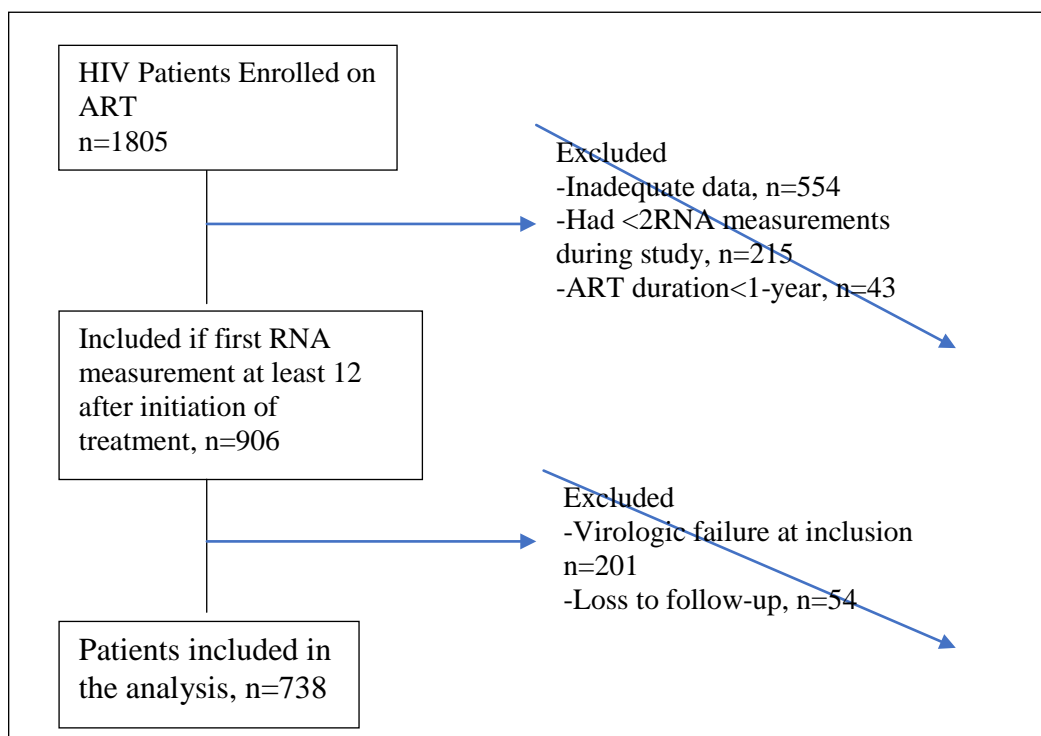 HIV Patients Enrolled on
ART
n=1805
Excluded
-Inadequate data, n=554
-Had <2RNA measurements
during study, n=215
-ART duration<1-year, n=43
Included if first RNA
measurement at least 12
after initiation of
treatment, n=906
Excluded
-Virologic failure at inclusion
n=201
-Loss to follow-up, n=54
Patients included in
the analysis, n=738